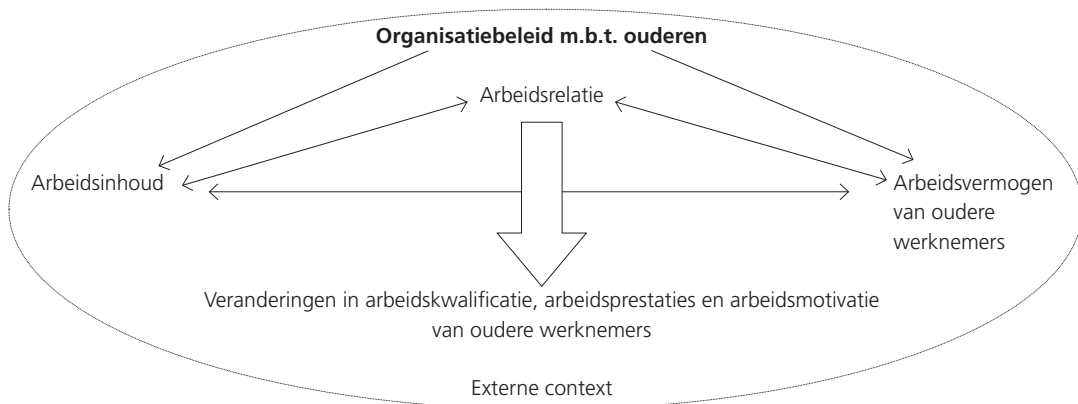 Organisatiebeleid m.b.t. ouderen
Arbeidsrelatie
Arbeidsinhoud
Arbeidsvermogen
van oudere
werknemers
Veranderingen in arbeidskwalificatie, arbeidsprestaties en arbeidsmotivatie
van oudere werknemers
Externe context